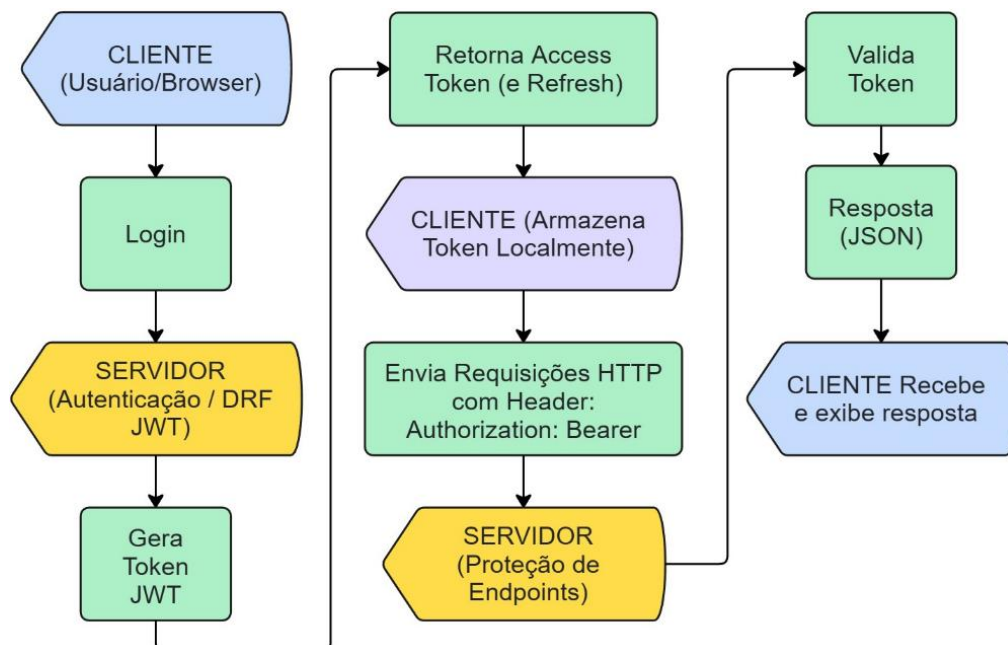 CLIENTE
(Usuário/Browser)
Login
SERVIDOR
(Autenticação / DRF
JWT)
Gera
Token
JWT
Retorna Access
Token (e Refresh)
CLIENTE (Armazena
Token Localmente)
Envia Requisições HTTP
com Header:
Authorization: Bearer
SERVIDOR
(Proteção de
Endpoints)
Valida
Token
Resposta
(JSON)
CLIENTE Recebe
e exibe resposta